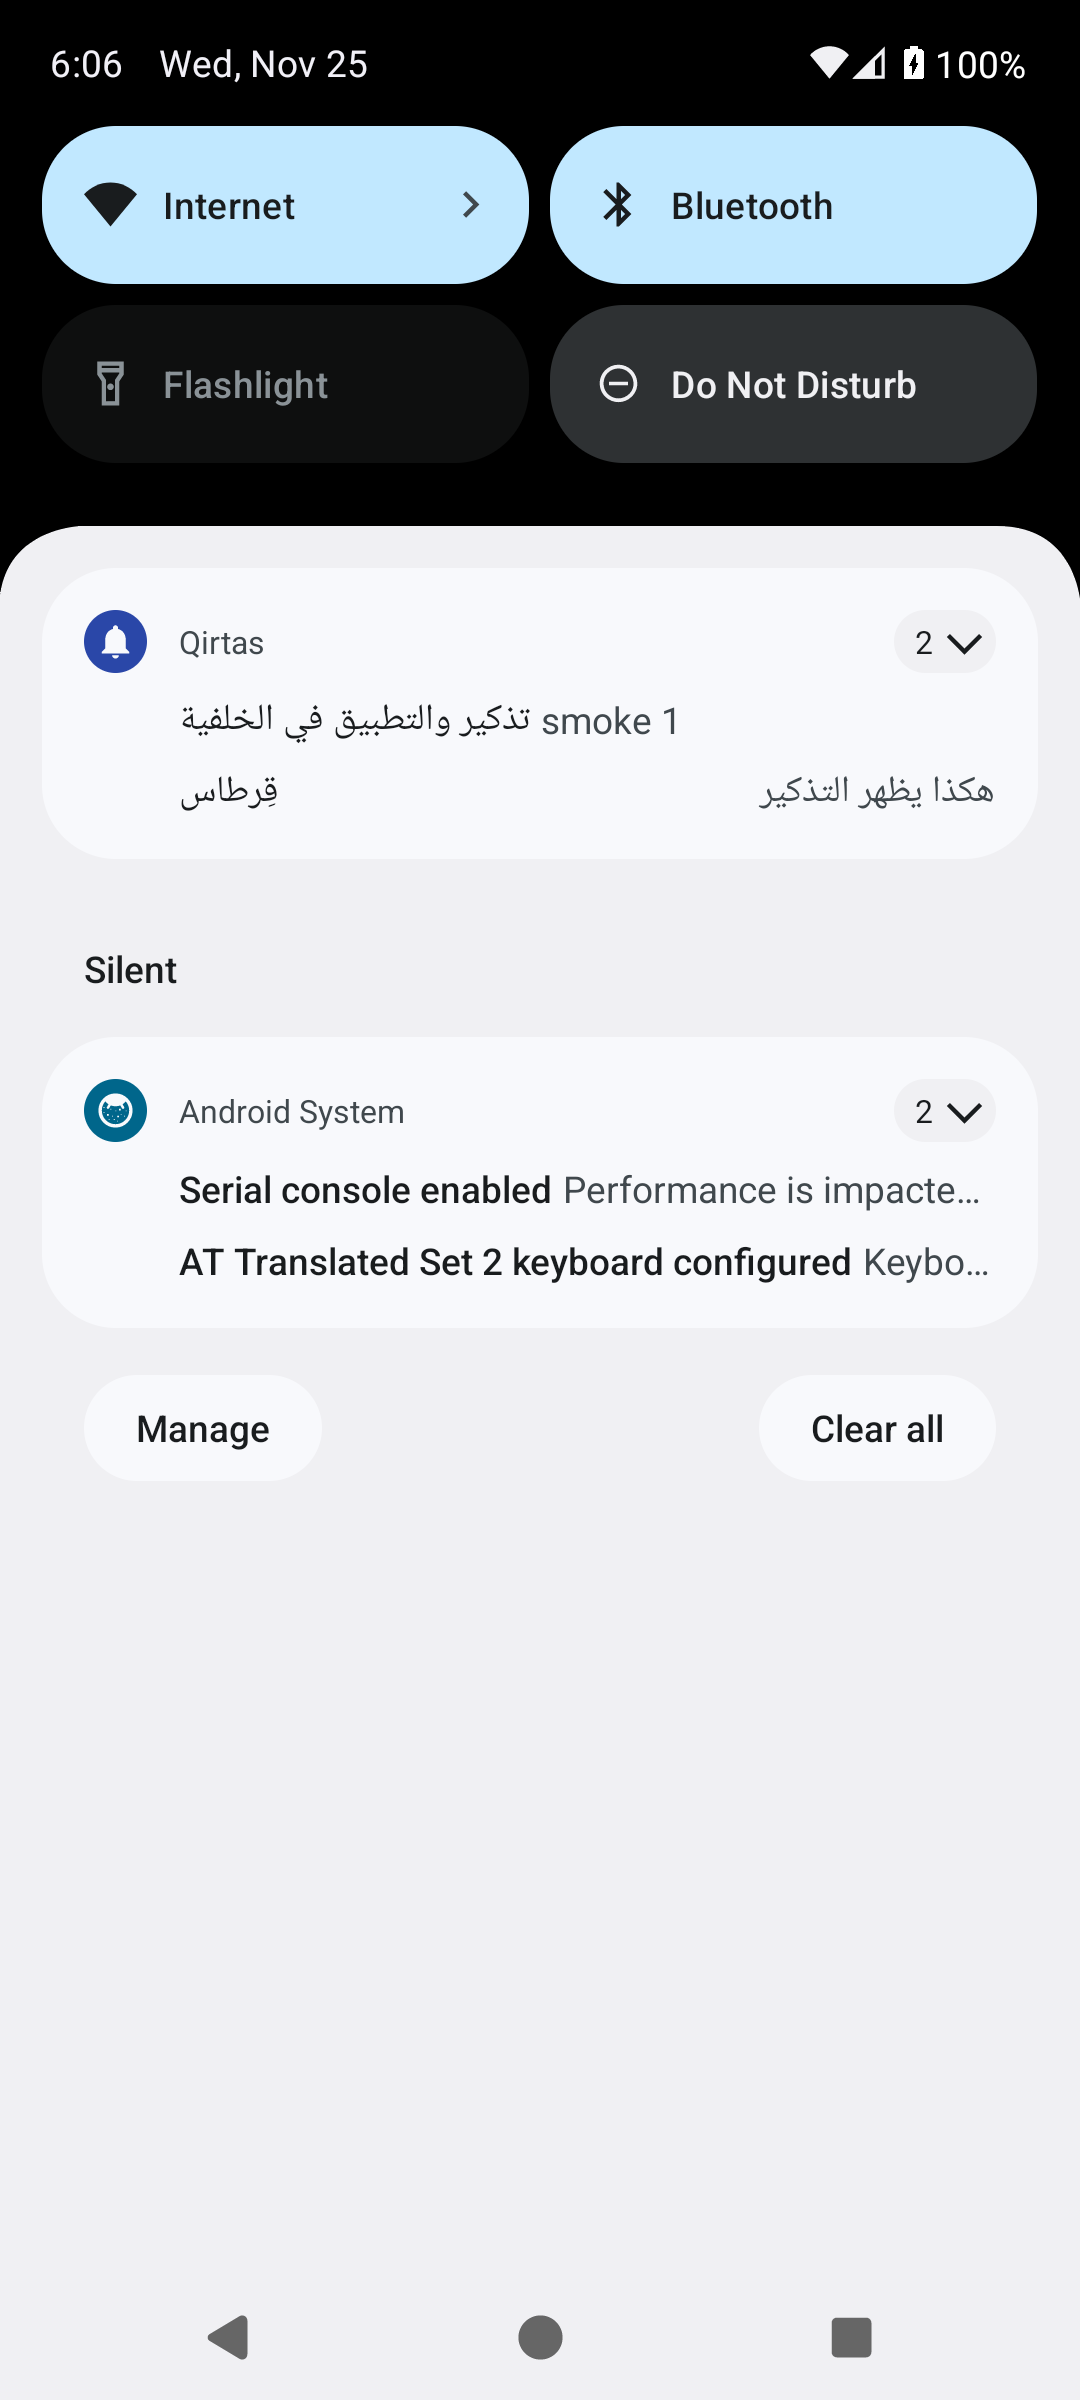 6:06 Wed, Nov 25 100%
Internet
Bluetooth
Flashlight
Do Not Disturb
Qirtas 2
تذكير والتطبيق في الخلفية smoke 1
قِرطاس هكذا يظهر التذكير
Silent
Android System 2
Serial console enabled Performance is impacte…
AT Translated Set 2 keyboard configured Keybo…
Manage
Clear all